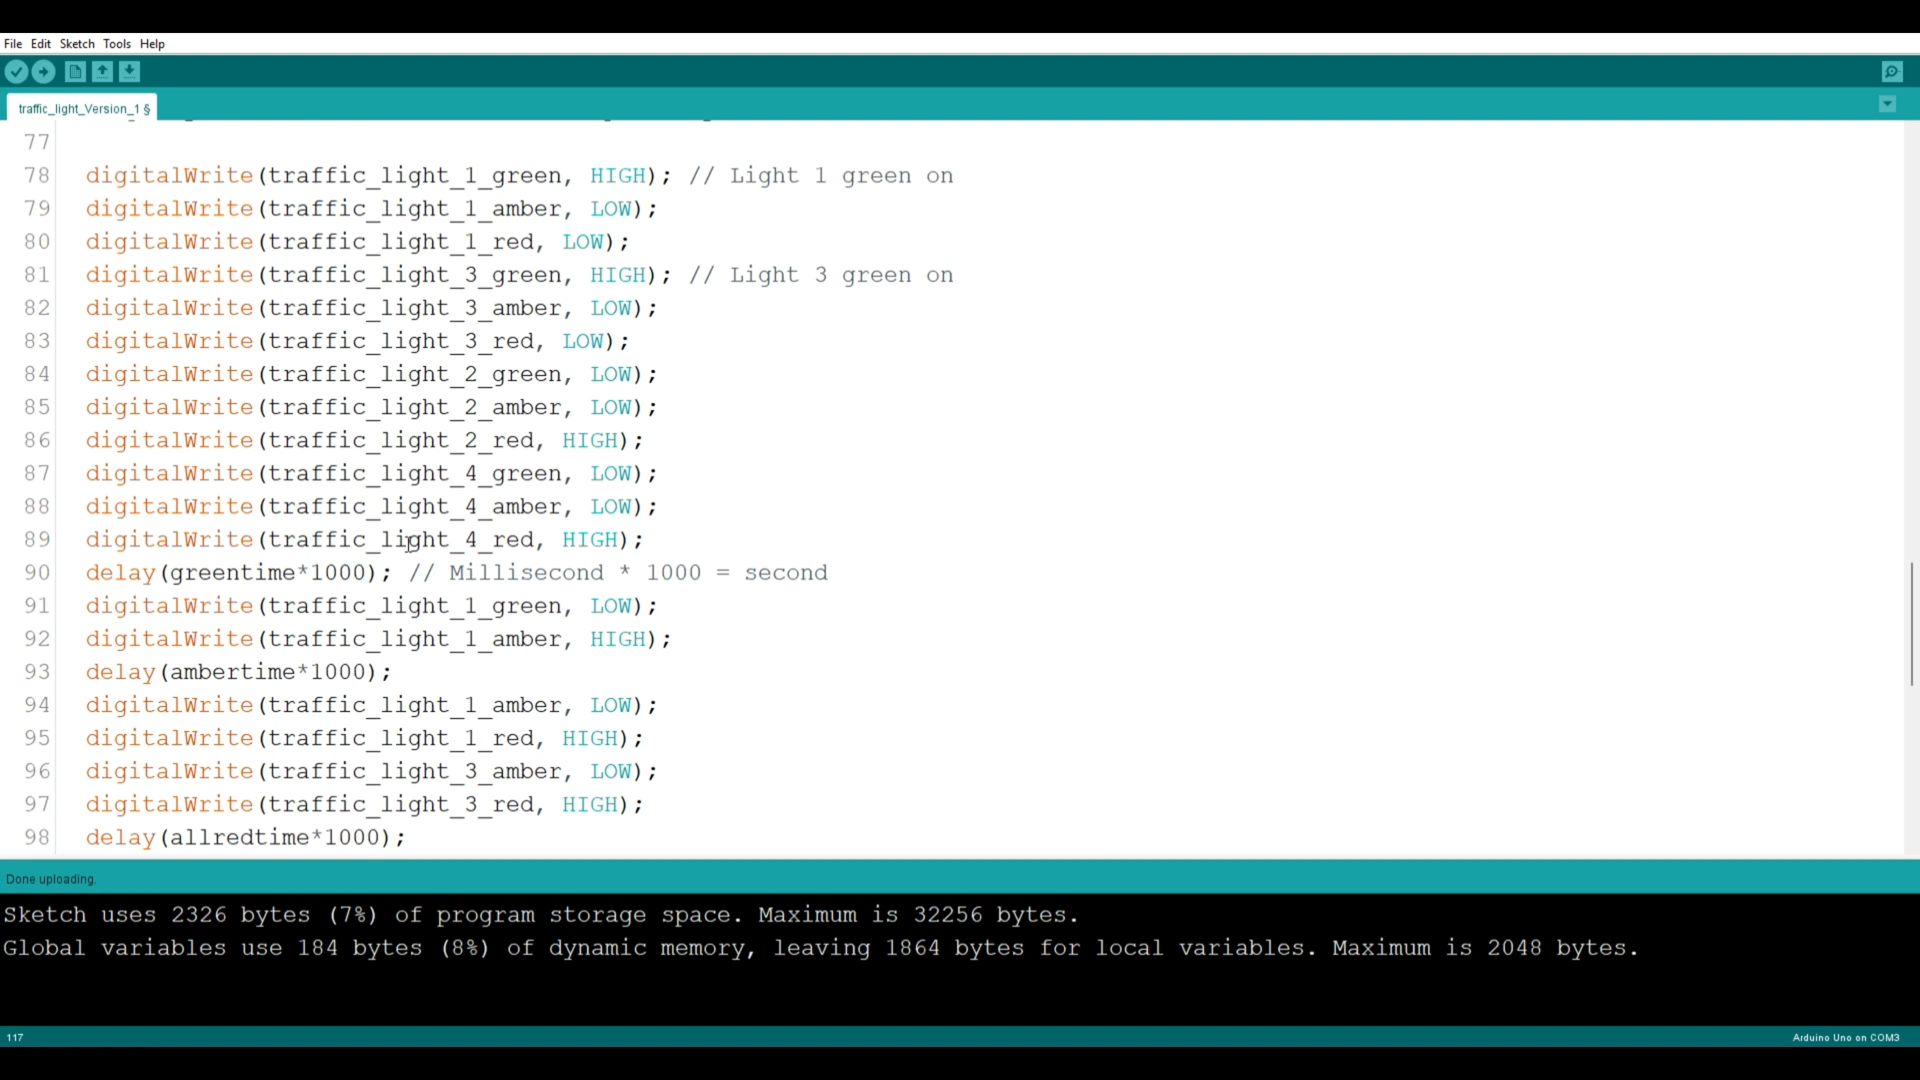 File Edit Sketch Tools Help
traffic_light_Version_1 §
77
78 digitalWrite(traffic_light_1_green, HIGH); // Light 1 green on
79 digitalWrite(traffic_light_1_amber, LOW);
80 digitalWrite(traffic_light_1_red, LOW);
81 digitalWrite(traffic_light_3_green, HIGH); // Light 3 green on
82 digitalWrite(traffic_light_3_amber, LOW);
83 digitalWrite(traffic_light_3_red, LOW);
84 digitalWrite(traffic_light_2_green, LOW);
85 digitalWrite(traffic_light_2_amber, LOW);
86 digitalWrite(traffic_light_2_red, HIGH);
87 digitalWrite(traffic_light_4_green, LOW);
88 digitalWrite(traffic_light_4_amber, LOW);
89 digitalWrite(traffic_light_4_red, HIGH);
90 delay(greentime*1000); // Millisecond * 1000 = second
91 digitalWrite(traffic_light_1_green, LOW);
92 digitalWrite(traffic_light_1_amber, HIGH);
93 delay(ambertime*1000);
94 digitalWrite(traffic_light_1_amber, LOW);
95 digitalWrite(traffic_light_1_red, HIGH);
96 digitalWrite(traffic_light_3_amber, LOW);
97 digitalWrite(traffic_light_3_red, HIGH);
98 delay(allredtime*1000);
Done uploading.
Sketch uses 2326 bytes (7%) of program storage space. Maximum is 32256 bytes.
Global variables use 184 bytes (8%) of dynamic memory, leaving 1864 bytes for local variables. Maximum is 2048 bytes.
117 Arduino Uno on COM3